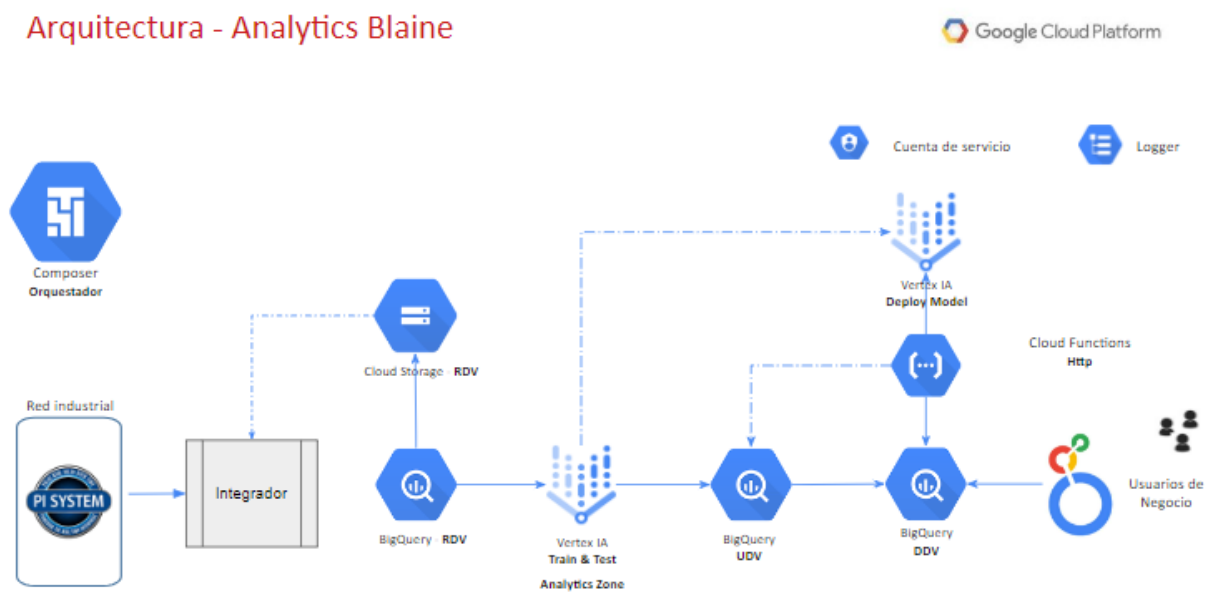 Arquitectura - Analytics Blaine
Google Cloud Platform
Cuenta de servicio
Logger
Composer
Orquestador
Vertex IA
Deploy Model
Cloud Functions
Http
Cloud Storage - RDV
Red industrial
PI SYSTEM
Integrador
Usuarios de
Negocio
BigQuery - RDV
Vertex IA
Train & Test
Analytics Zone
BigQuery
UDV
BigQuery
DDV